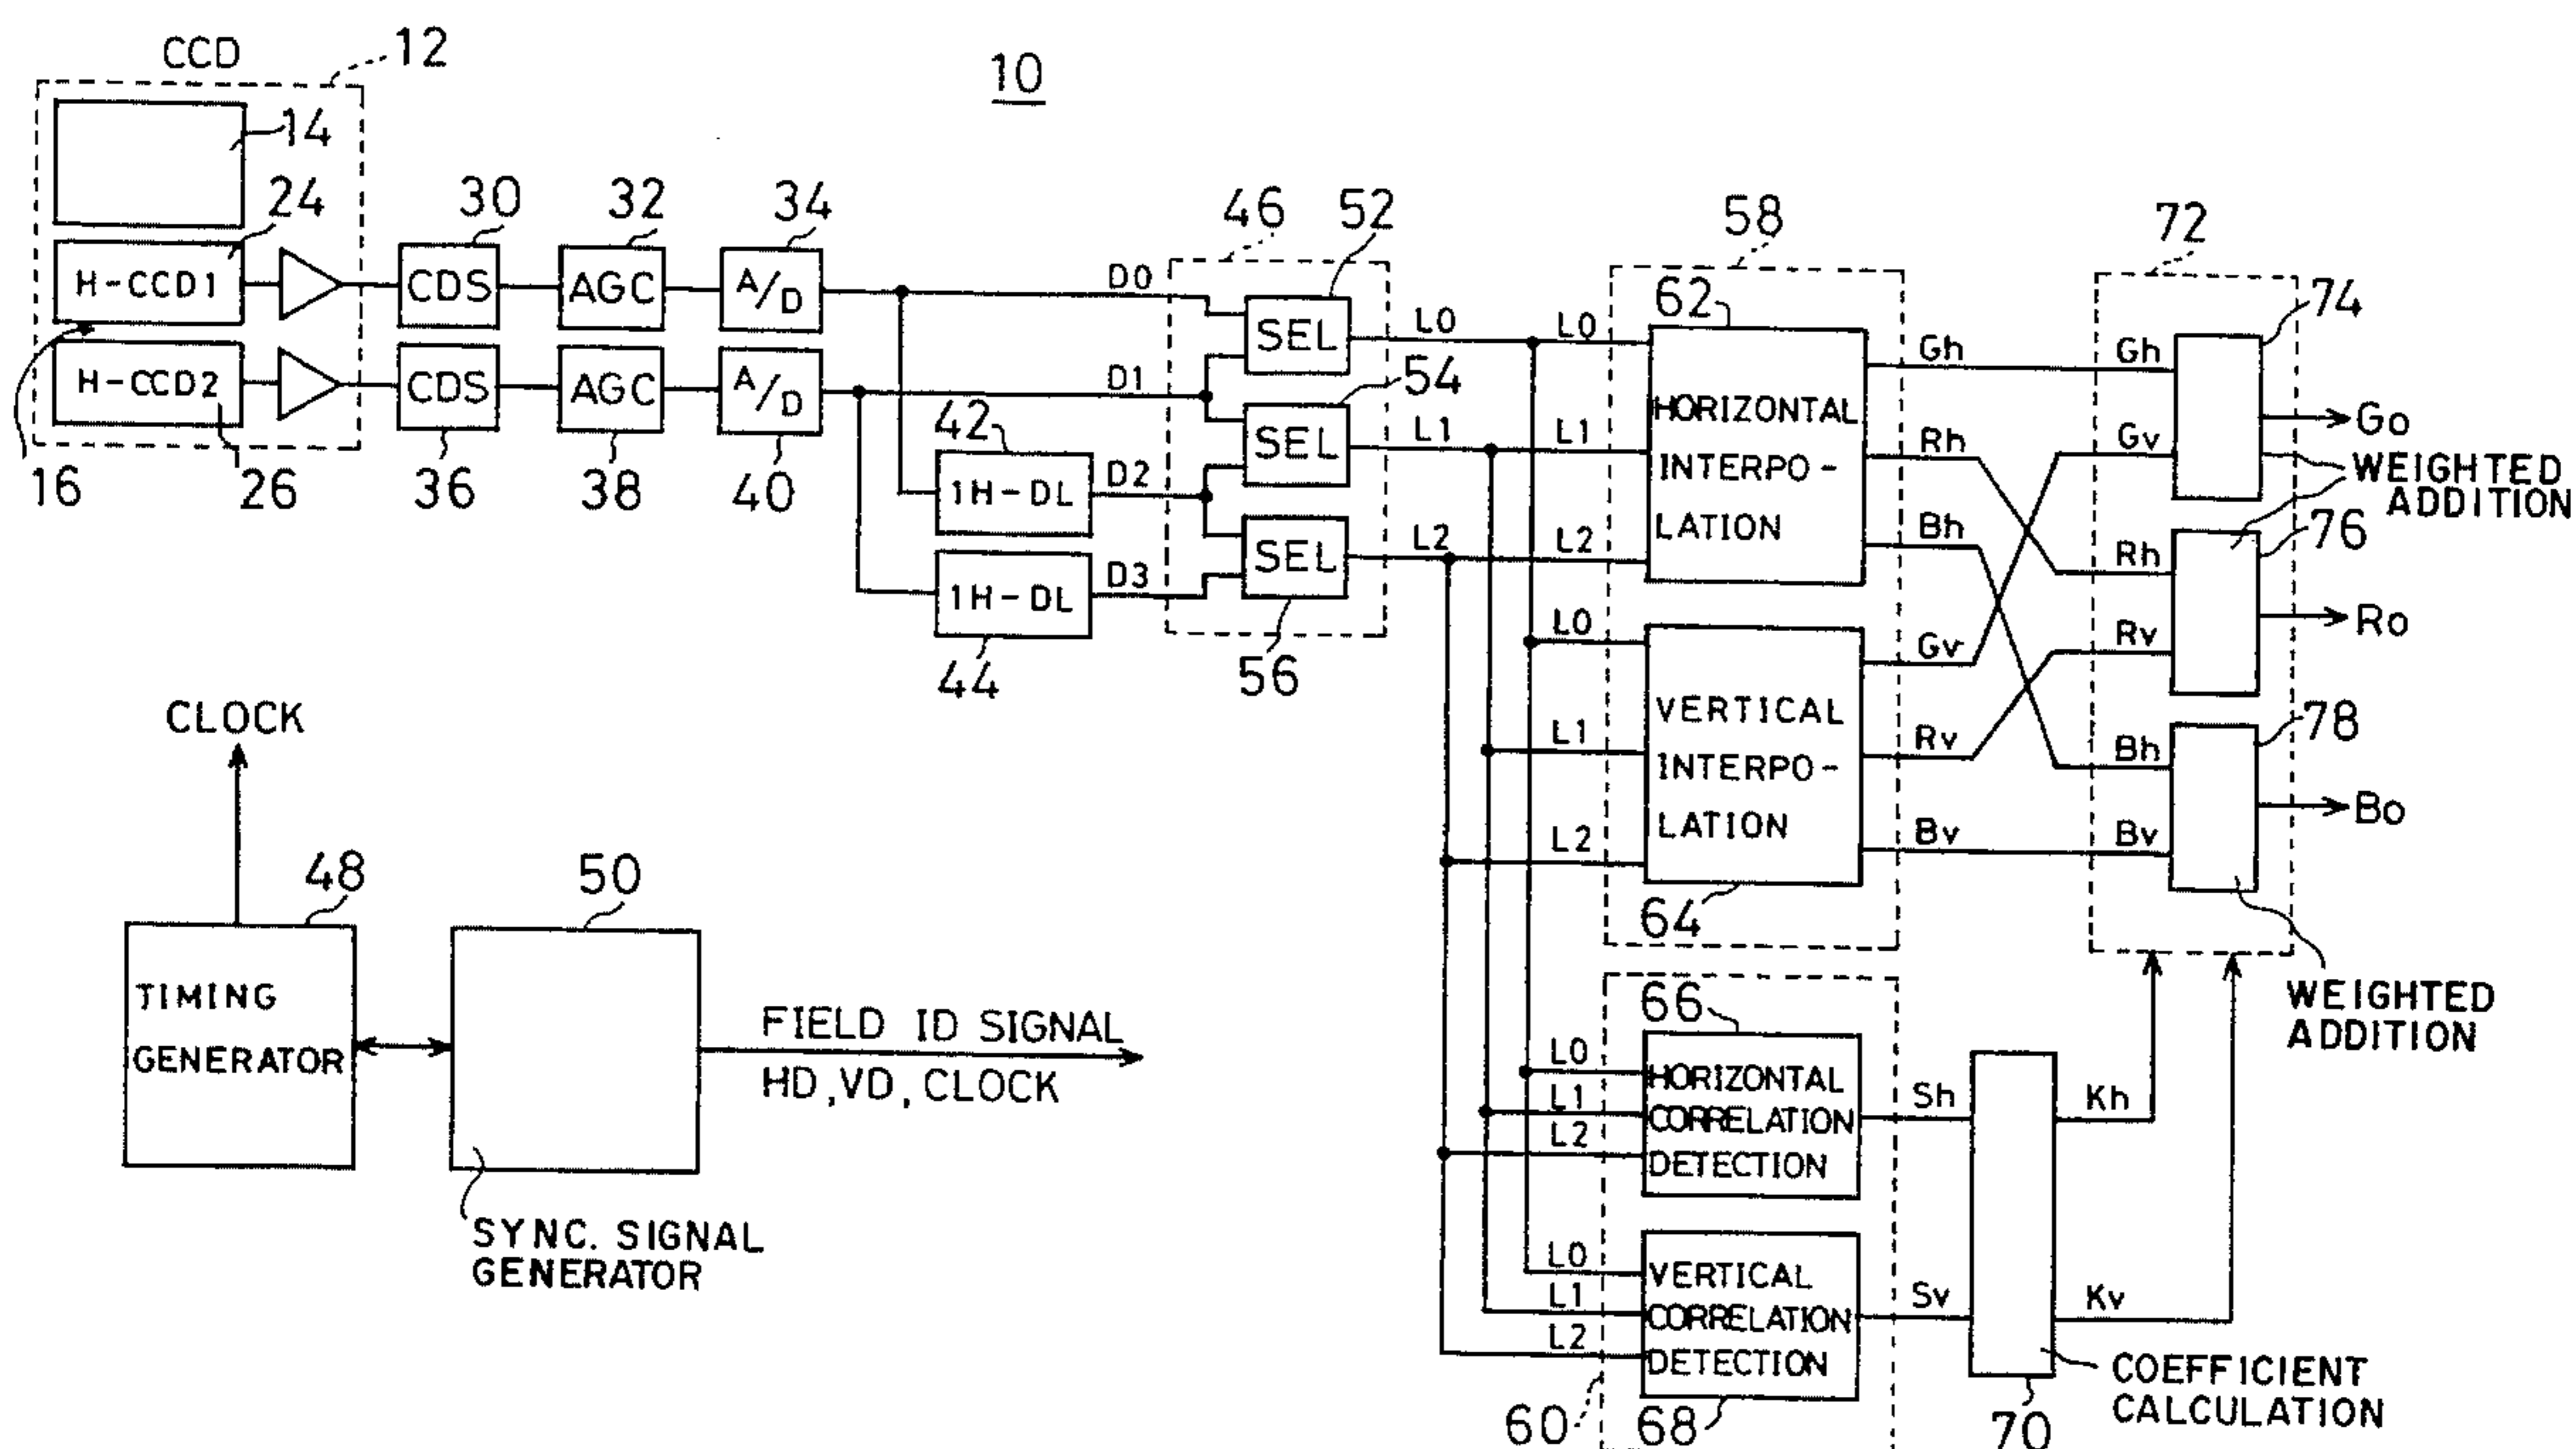 CCD
12
10
14
24
H-CCD1
H-CCD2
16
26
30
32
34
CDS
AGC
A/D
CDS
AGC
A/D
36
38
40
42
1H-DL
1H-DL
44
D0
D1
D2
D3
46
52
SEL
54
SEL
SEL
56
L0
L1
L2
58
62
L0
L1
L2
HORIZONTAL
INTERPO-
LATION
Gh
Rh
Bh
L0
L1
L2
VERTICAL
INTERPO-
LATION
64
Gv
Rv
Bv
72
74
Gh
Gv
Go
WEIGHTED
ADDITION
76
Rh
Rv
Ro
78
Bh
Bv
Bo
WEIGHTED
ADDITION
CLOCK
48
TIMING
GENERATOR
50
SYNC. SIGNAL
GENERATOR
FIELD ID SIGNAL
HD,VD,CLOCK
66
L0
L1
L2
HORIZONTAL
CORRELATION
DETECTION
Sh
L0
L1
L2
VERTICAL
CORRELATION
DETECTION
Sv
60
68
Kh
Kv
70
COEFFICIENT
CALCULATION